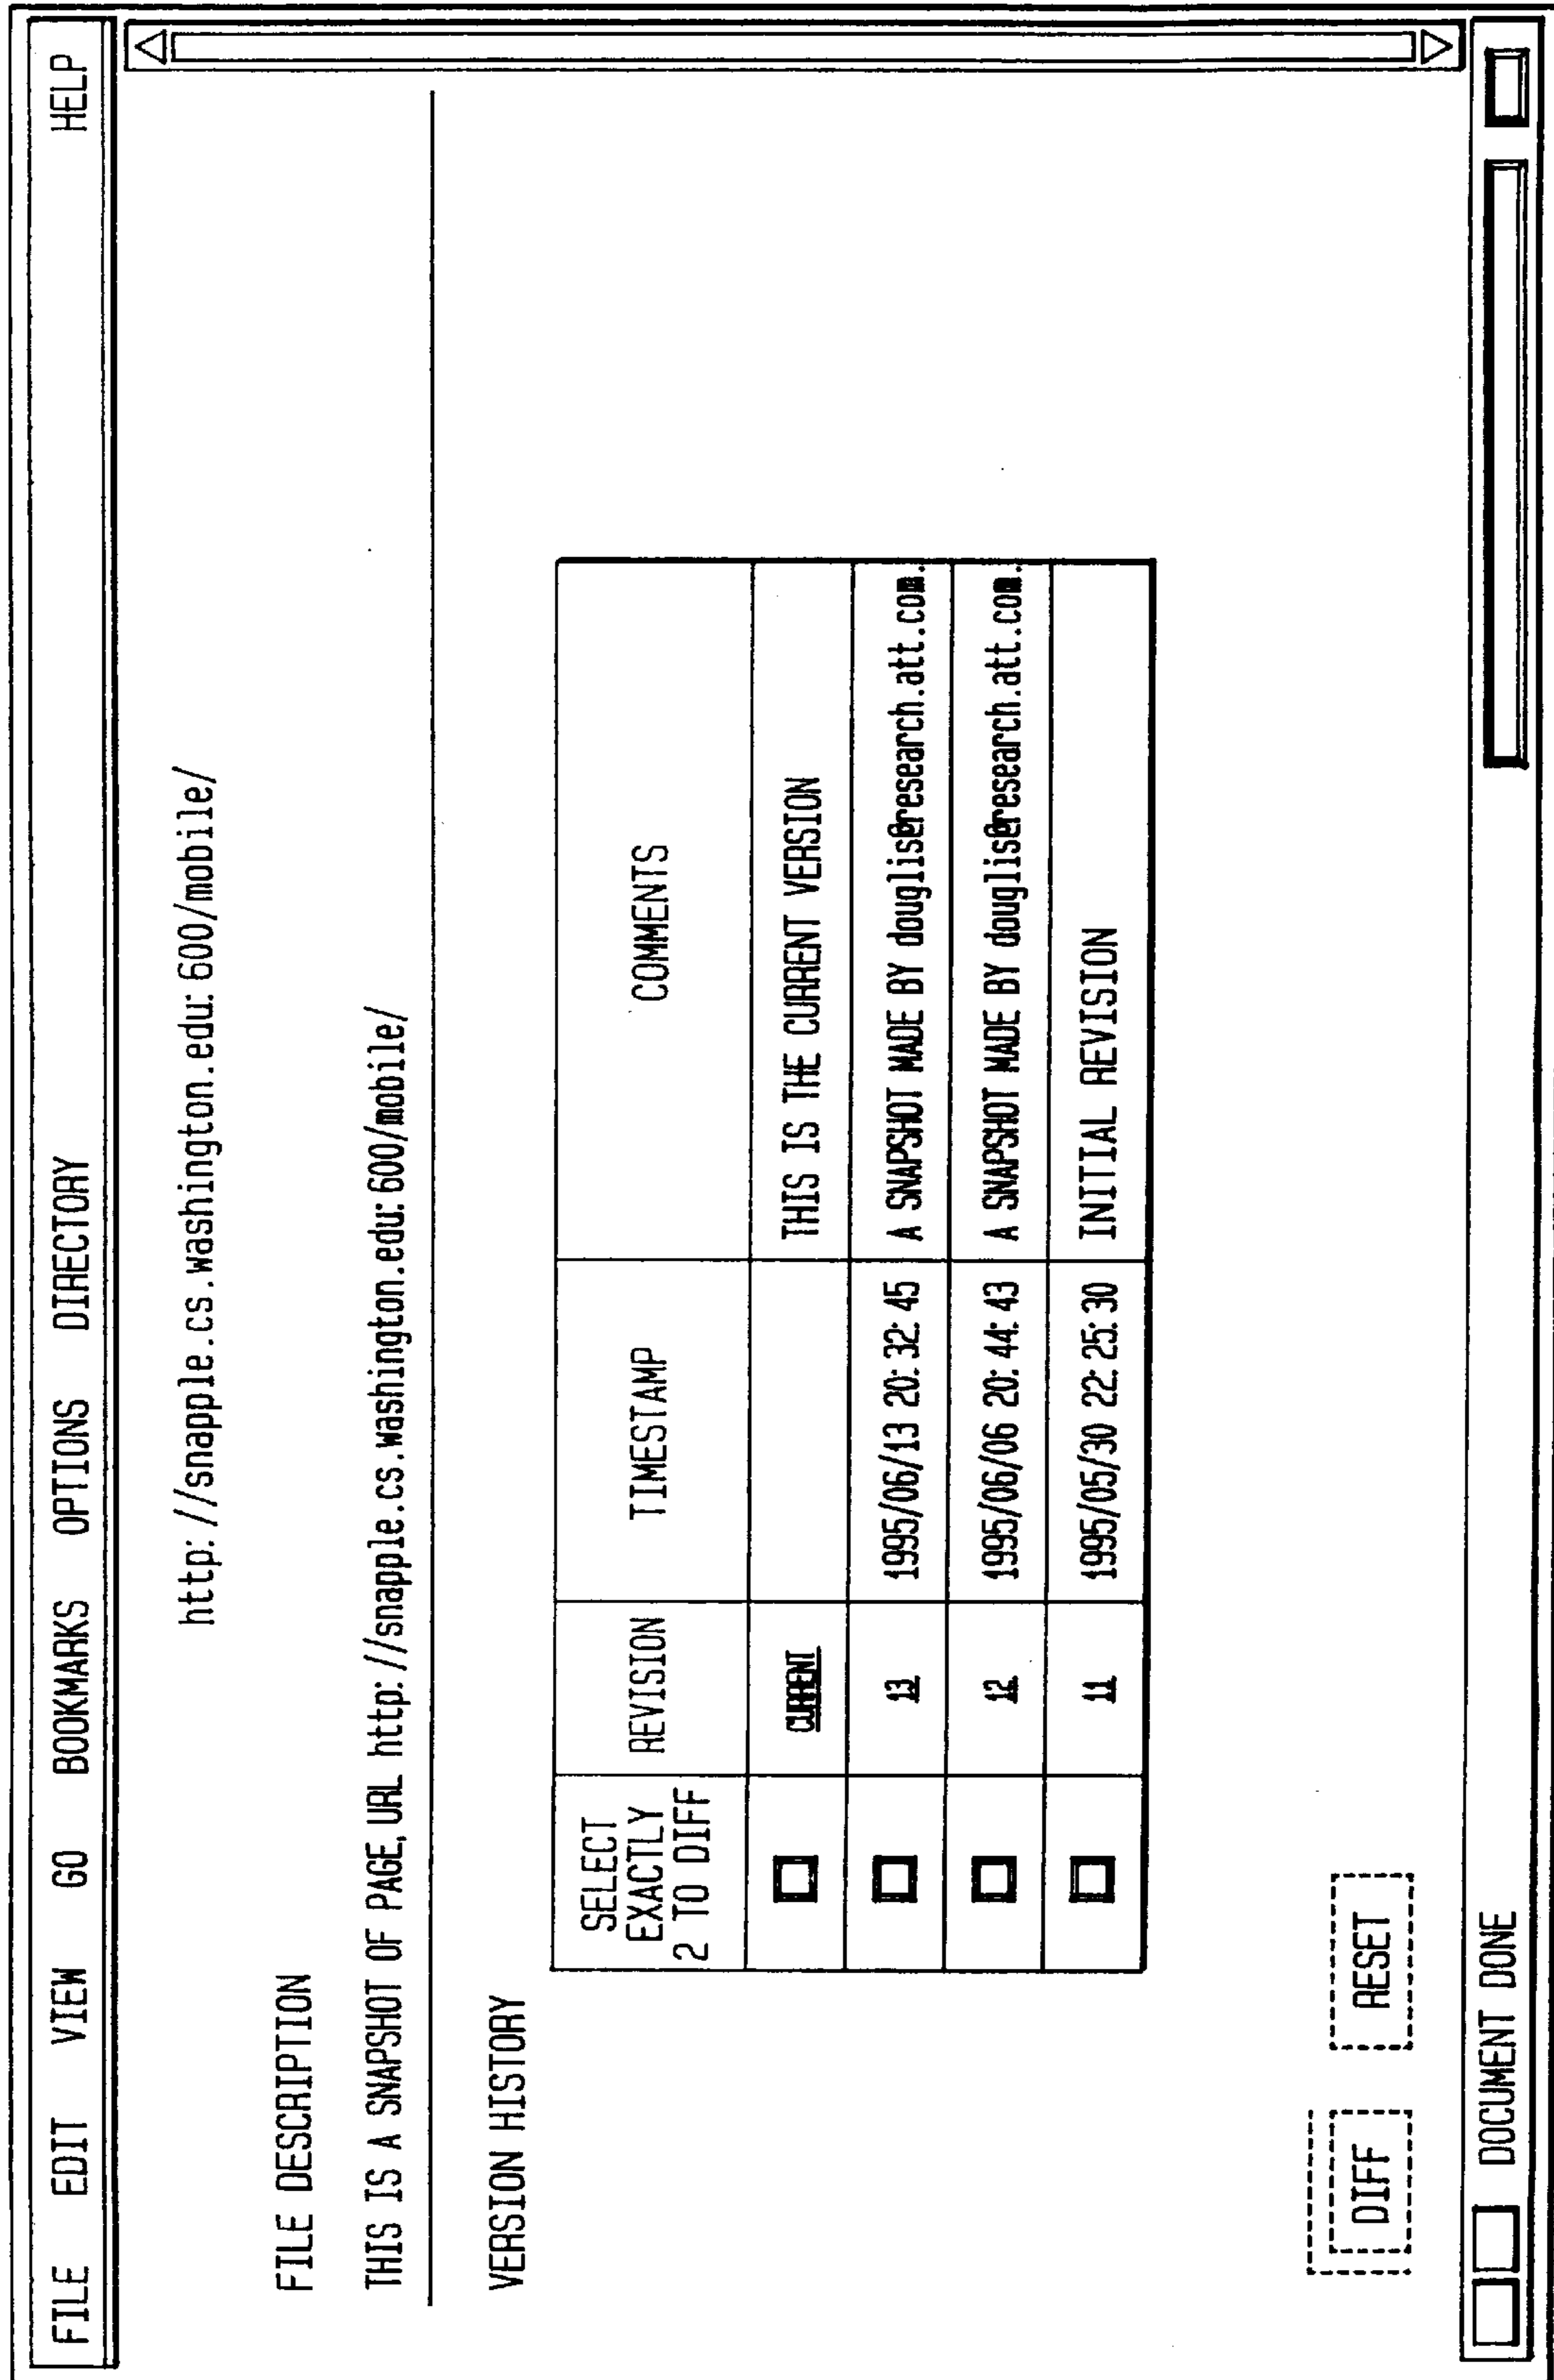 FILE EDIT VIEW GO BOOKMARKS OPTIONS DIRECTORY HELP
http: //snapple.cs.washington.edu: 600/mobile/
FILE DESCRIPTION
THIS IS A SNAPSHOT OF PAGE, URL http: //snapple.cs.washington.edu: 600/mobile/
VERSION HISTORY
SELECT EXACTLY 2 TO DIFF REVISION TIMESTAMP COMMENTS
CURRENT THIS IS THE CURRENT VERSION
13 1995/06/13 20: 32: 45 A SNAPSHOT MADE BY douglis@research.att.com.
12 1995/06/06 20: 44: 43 A SNAPSHOT MADE BY douglis@research.att.com.
11 1995/05/30 22: 25: 30 INITIAL REVISION
DIFF RESET
DOCUMENT DONE